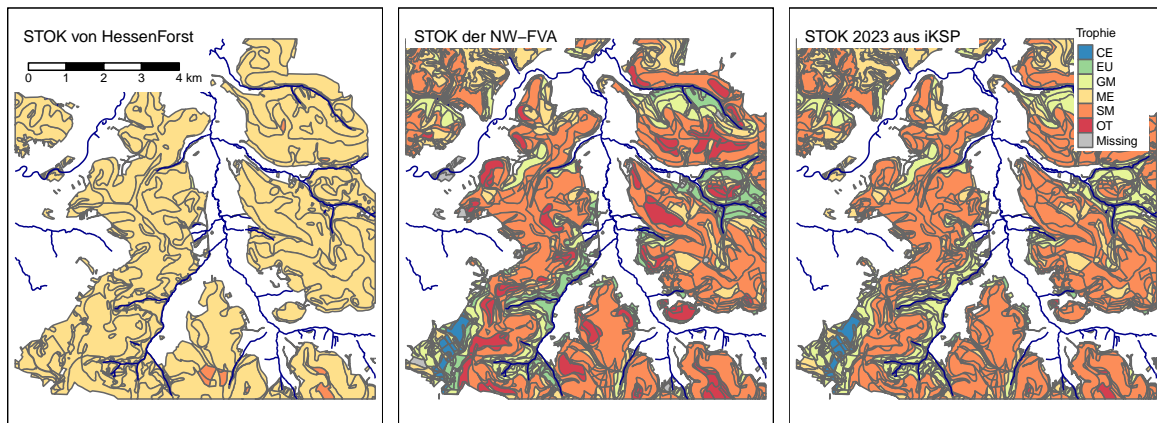 STOK von HessenForst
0 1 2 3 4 km
STOK der NW−FVA
STOK 2023 aus iKSP
Trophie
CE
EU
GM
ME
SM
OT
Missing